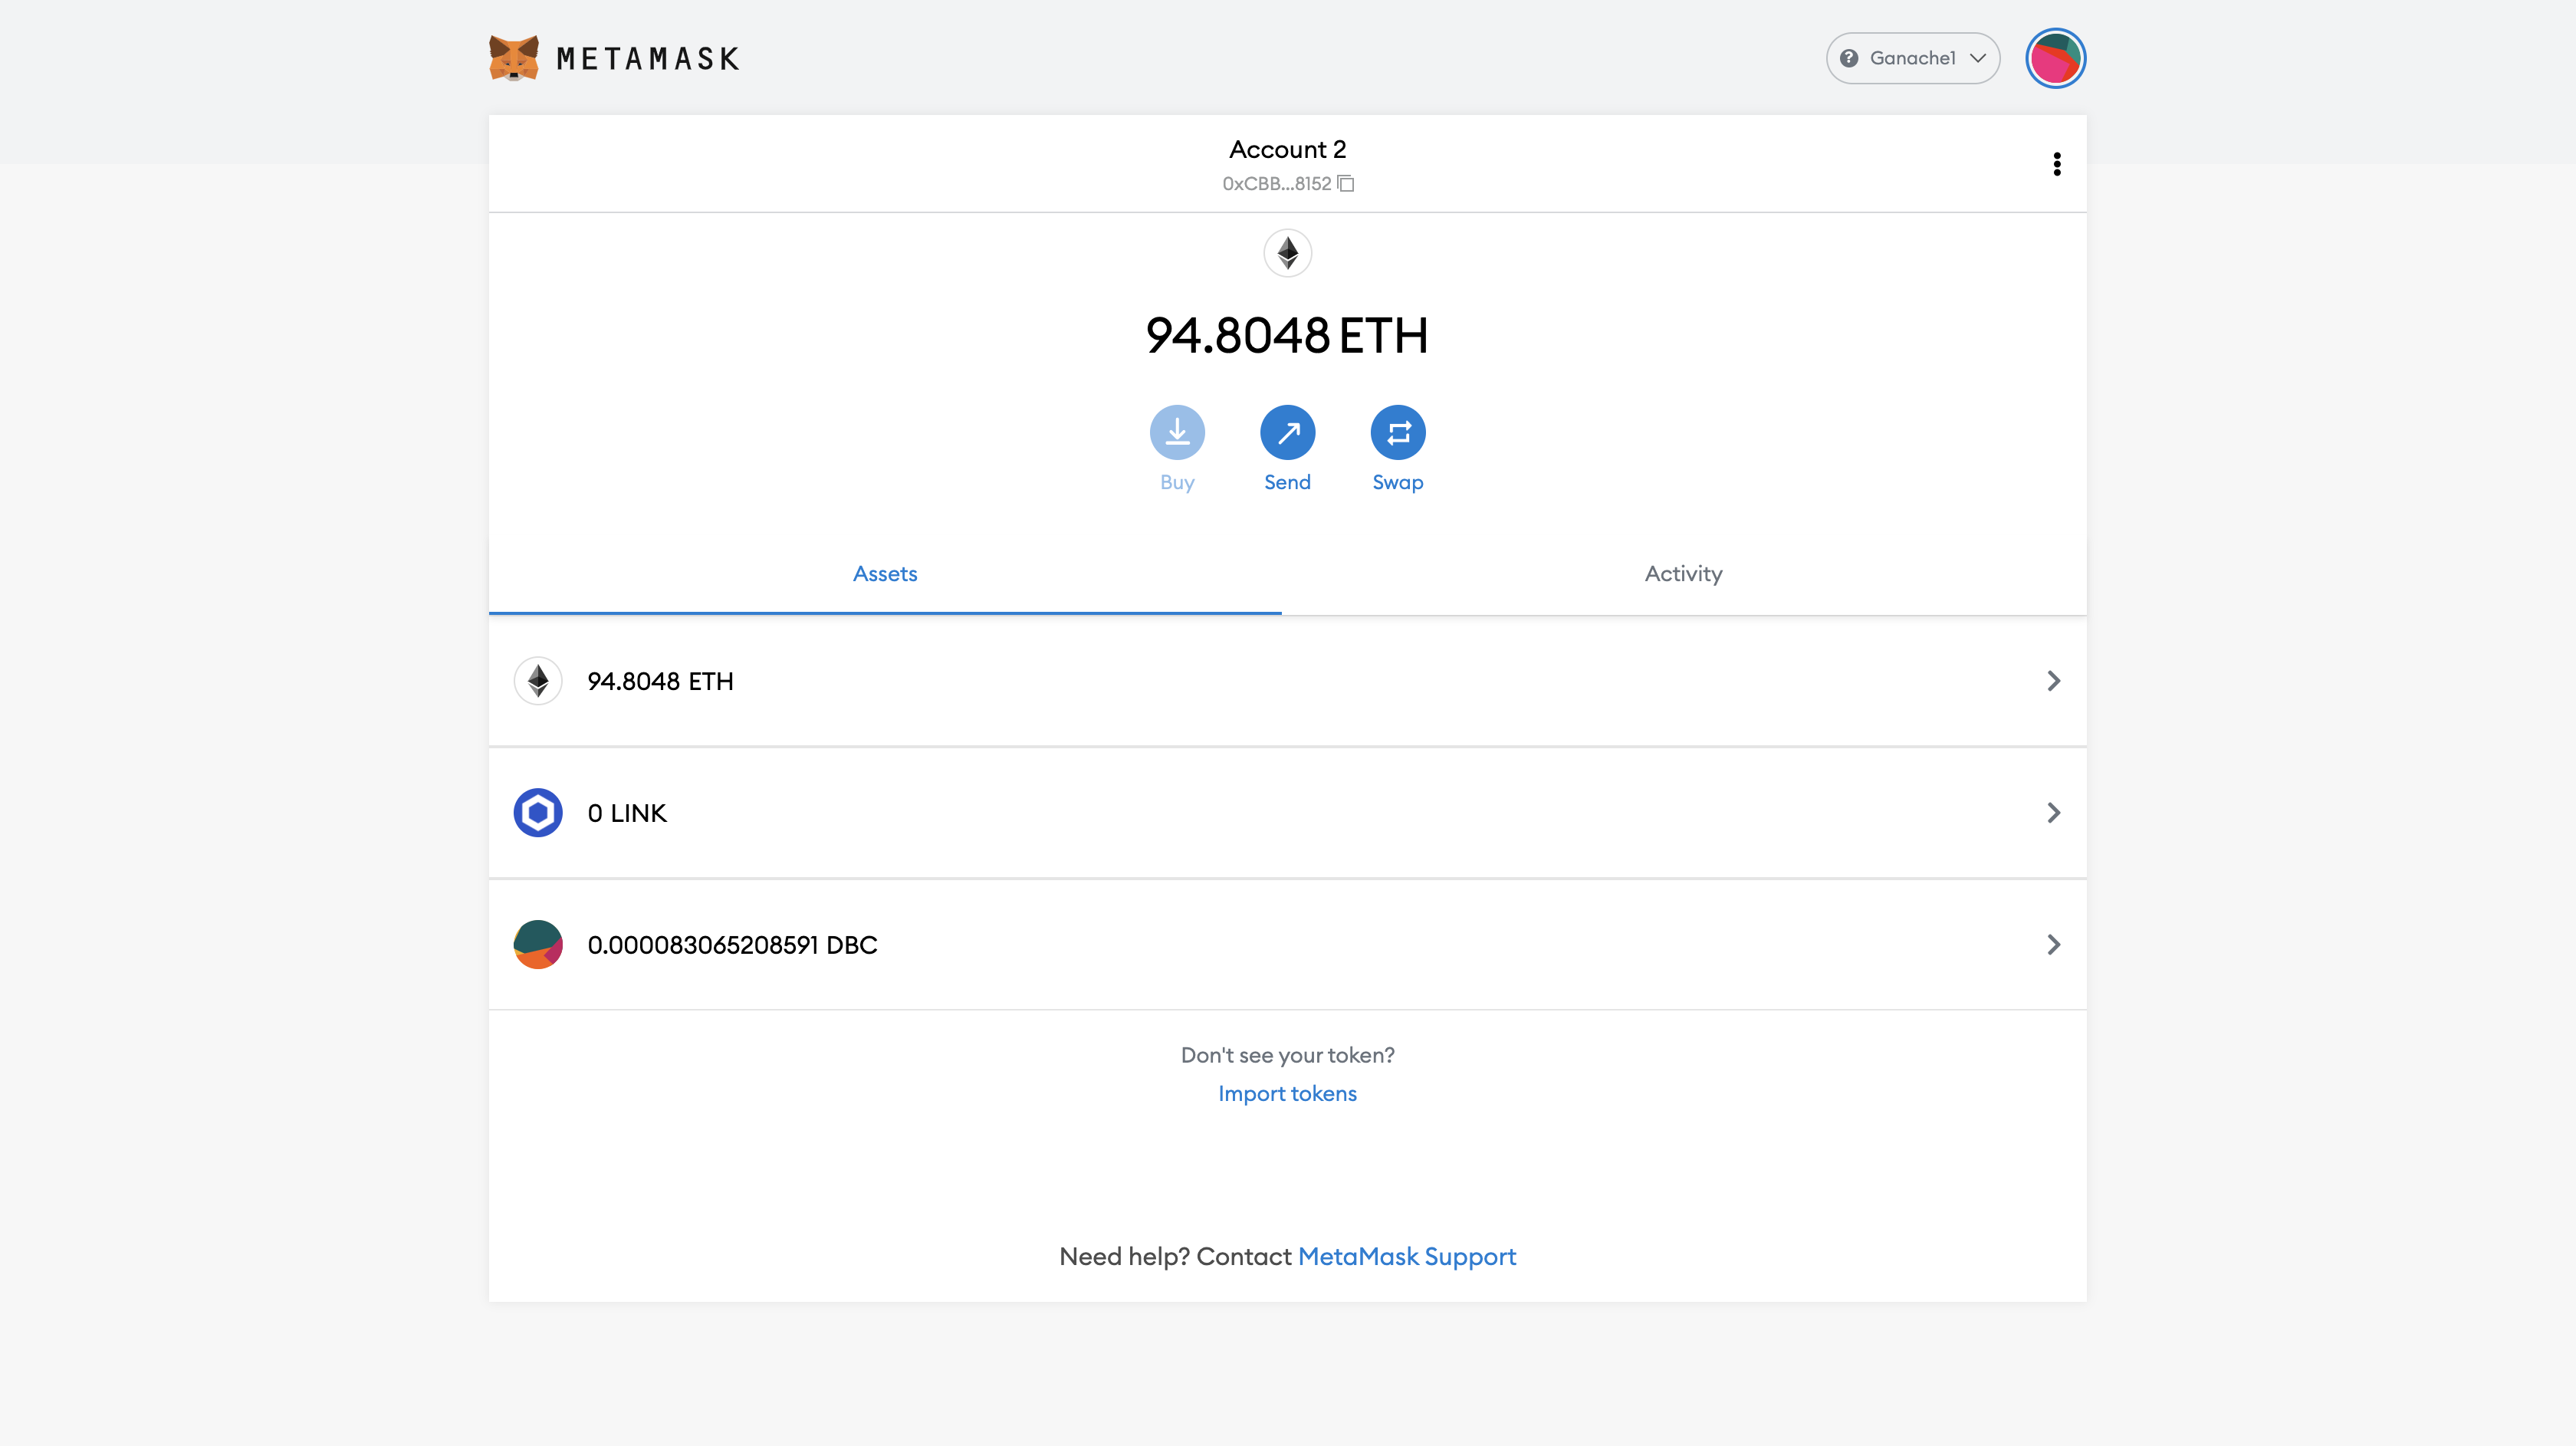 METAMASK
Ganache1
Account 2
0xCBB...8152
94.8048 ETH
Buy
Send
Swap
Assets
Activity
94.8048 ETH
0 LINK
0.000083065208591 DBC
Don't see your token?
Import tokens
Need help? Contact MetaMask Support